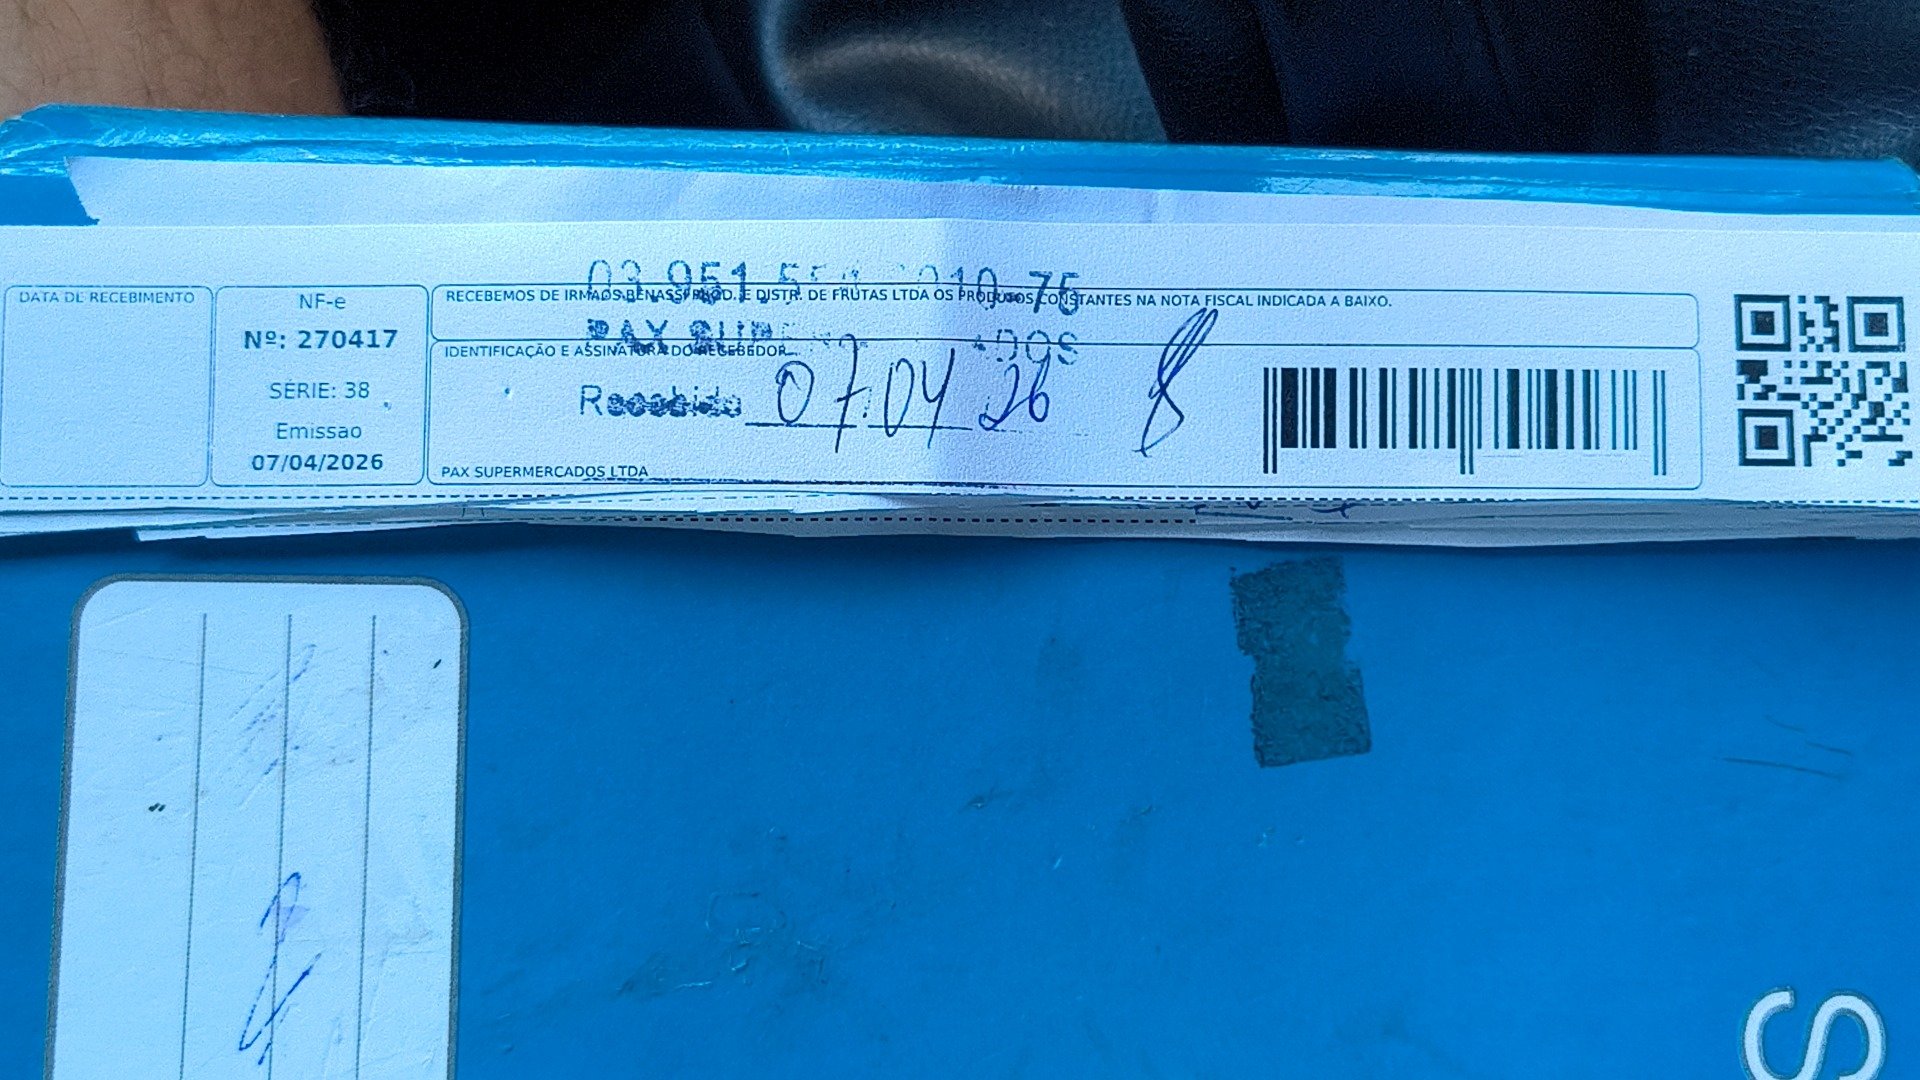 DATA DE RECEBIMENTO
NF-e
Nº: 270417
SÉRIE: 38
Emissao
07/04/2026
RECEBEMOS DE IRMAOS BENASSI PROD. E DISTR. DE FRUTAS LTDA OS PRODUTOS CONSTANTES NA NOTA FISCAL INDICADA A BAIXO.
PAX
IDENTIFICAÇÃO E ASSINATURA DO RECEBEDOR
Recebido 07 04 26
PAX SUPERMERCADOS LTDA
S